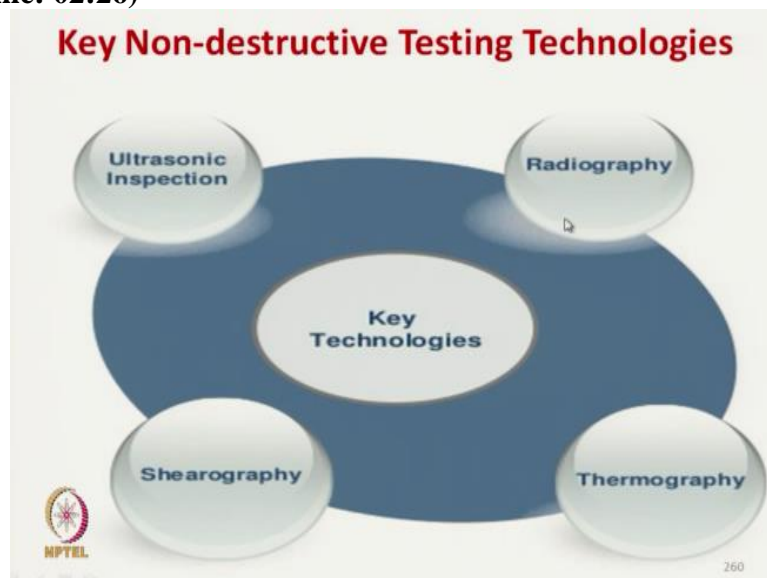 Key Non-destructive Testing Technologies
Ultrasonic
Inspection
Radiography
Key
Technologies
Shearography
Thermography
NPTEL
260